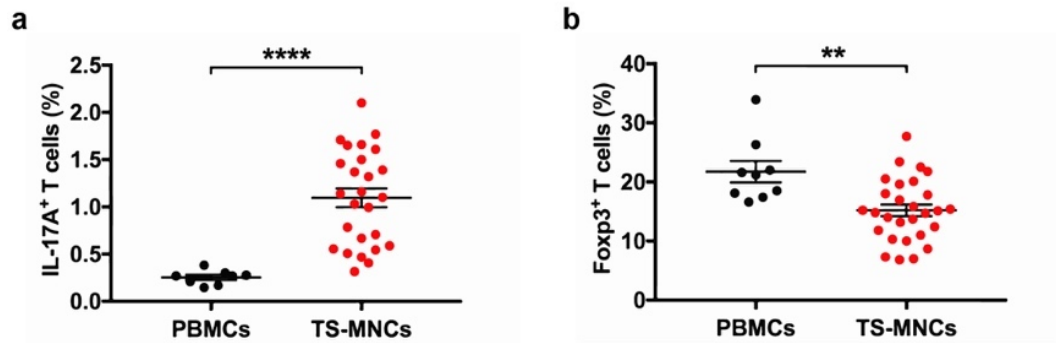 a
****
IL-17A⁺ T cells (%)
2.5
2.0
1.5
1.0
0.5
0.0
PBMCs TS-MNCs
b
**
Foxp3⁺ T cells (%)
40
30
20
10
0
PBMCs TS-MNCs